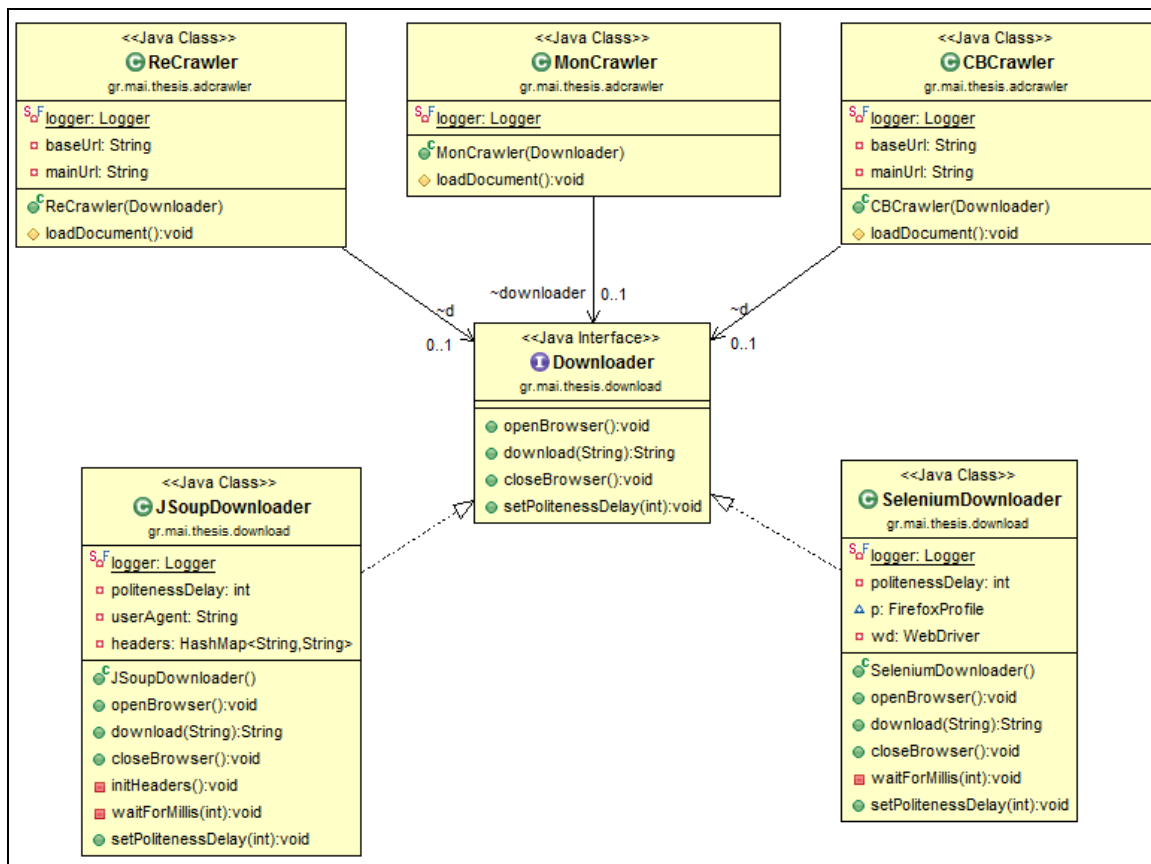 <<Java Class>>
ReCrawler
gr.mai.thesis.adcrawler
logger: Logger
baseUrl: String
mainUrl: String
ReCrawler(Downloader)
loadDocument():void
<<Java Class>>
MonCrawler
gr.mai.thesis.adcrawler
logger: Logger
MonCrawler(Downloader)
loadDocument():void
<<Java Class>>
CBCrawler
gr.mai.thesis.adcrawler
logger: Logger
baseUrl: String
mainUrl: String
CBCrawler(Downloader)
loadDocument():void
~d
0..1
~downloader
0..1
~d
0..1
<<Java Interface>>
Downloader
gr.mai.thesis.download
openBrowser():void
download(String):String
closeBrowser():void
setPolitenessDelay(int):void
<<Java Class>>
JSoupDownloader
gr.mai.thesis.download
logger: Logger
politenessDelay: int
userAgent: String
headers: HashMap<String,String>
JSoupDownloader()
openBrowser():void
download(String):String
closeBrowser():void
initHeaders():void
waitForMillis(int):void
setPolitenessDelay(int):void
<<Java Class>>
SeleniumDownloader
gr.mai.thesis.download
logger: Logger
politenessDelay: int
p: FirefoxProfile
wd: WebDriver
SeleniumDownloader()
openBrowser():void
download(String):String
closeBrowser():void
waitForMillis(int):void
setPolitenessDelay(int):void